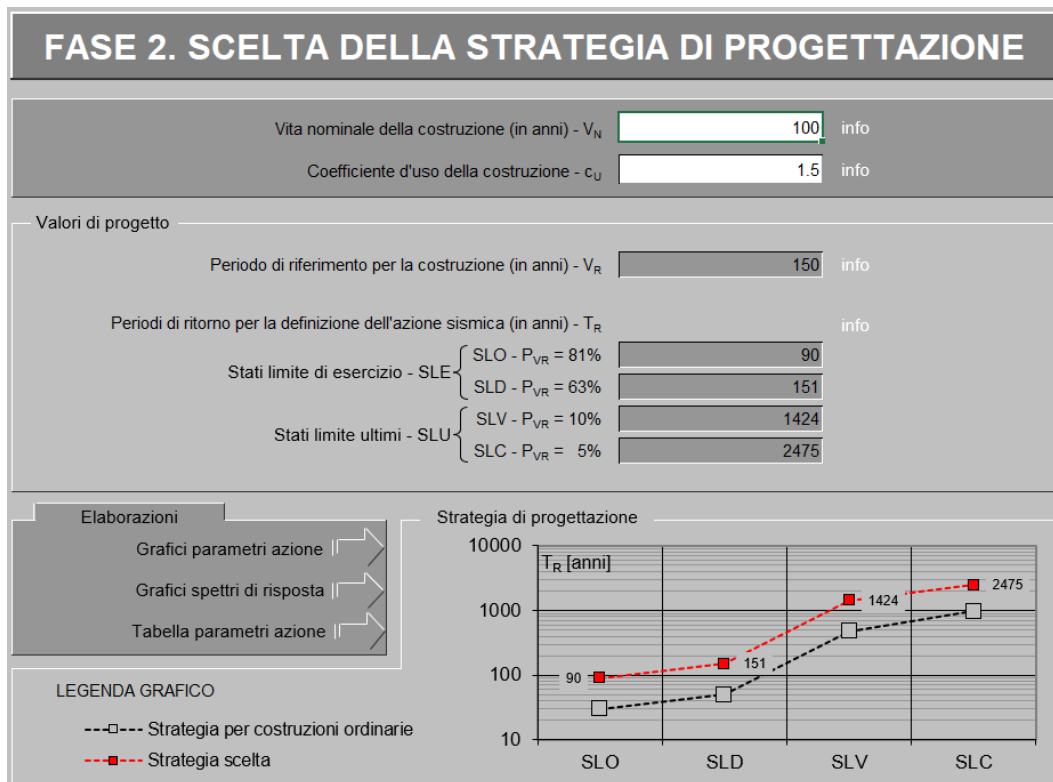 FASE 2. SCELTA DELLA STRATEGIA DI PROGETTAZIONE
Vita nominale della costruzione (in anni) - VN 100 info
Coefficiente d'uso della costruzione - cU 1.5 info
Valori di progetto
Periodo di riferimento per la costruzione (in anni) - VR 150 info
Periodi di ritorno per la definizione dell'azione sismica (in anni) - TR info
Stati limite di esercizio - SLE
SLO - PVR = 81% 90
SLD - PVR = 63% 151
Stati limite ultimi - SLU
SLV - PVR = 10% 1424
SLC - PVR = 5% 2475
Elaborazioni
Grafici parametri azione
Grafici spettri di risposta
Tabella parametri azione
LEGENDA GRAFICO
Strategia per costruzioni ordinarie
Strategia scelta
Strategia di progettazione
TR [anni]
10000
1000
100
10
90
151
1424
2475
SLO SLD SLV SLC